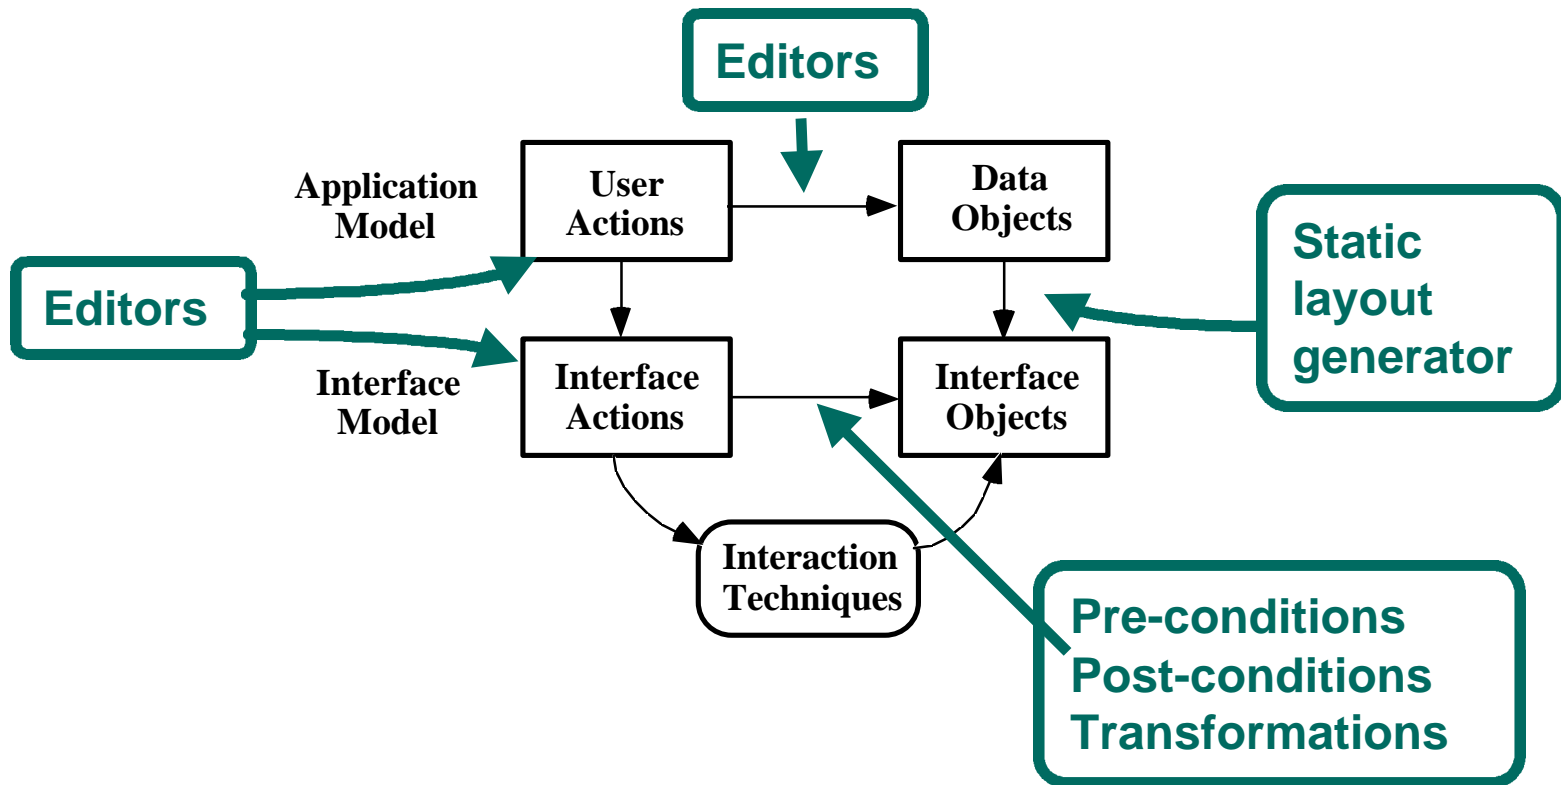 Editors
Application
Model
User
Actions
Data
Objects
Editors
Static
layout
generator
Interface
Model
Interface
Actions
Interface
Objects
Interaction
Techniques
Pre-conditions
Post-conditions
Transformations